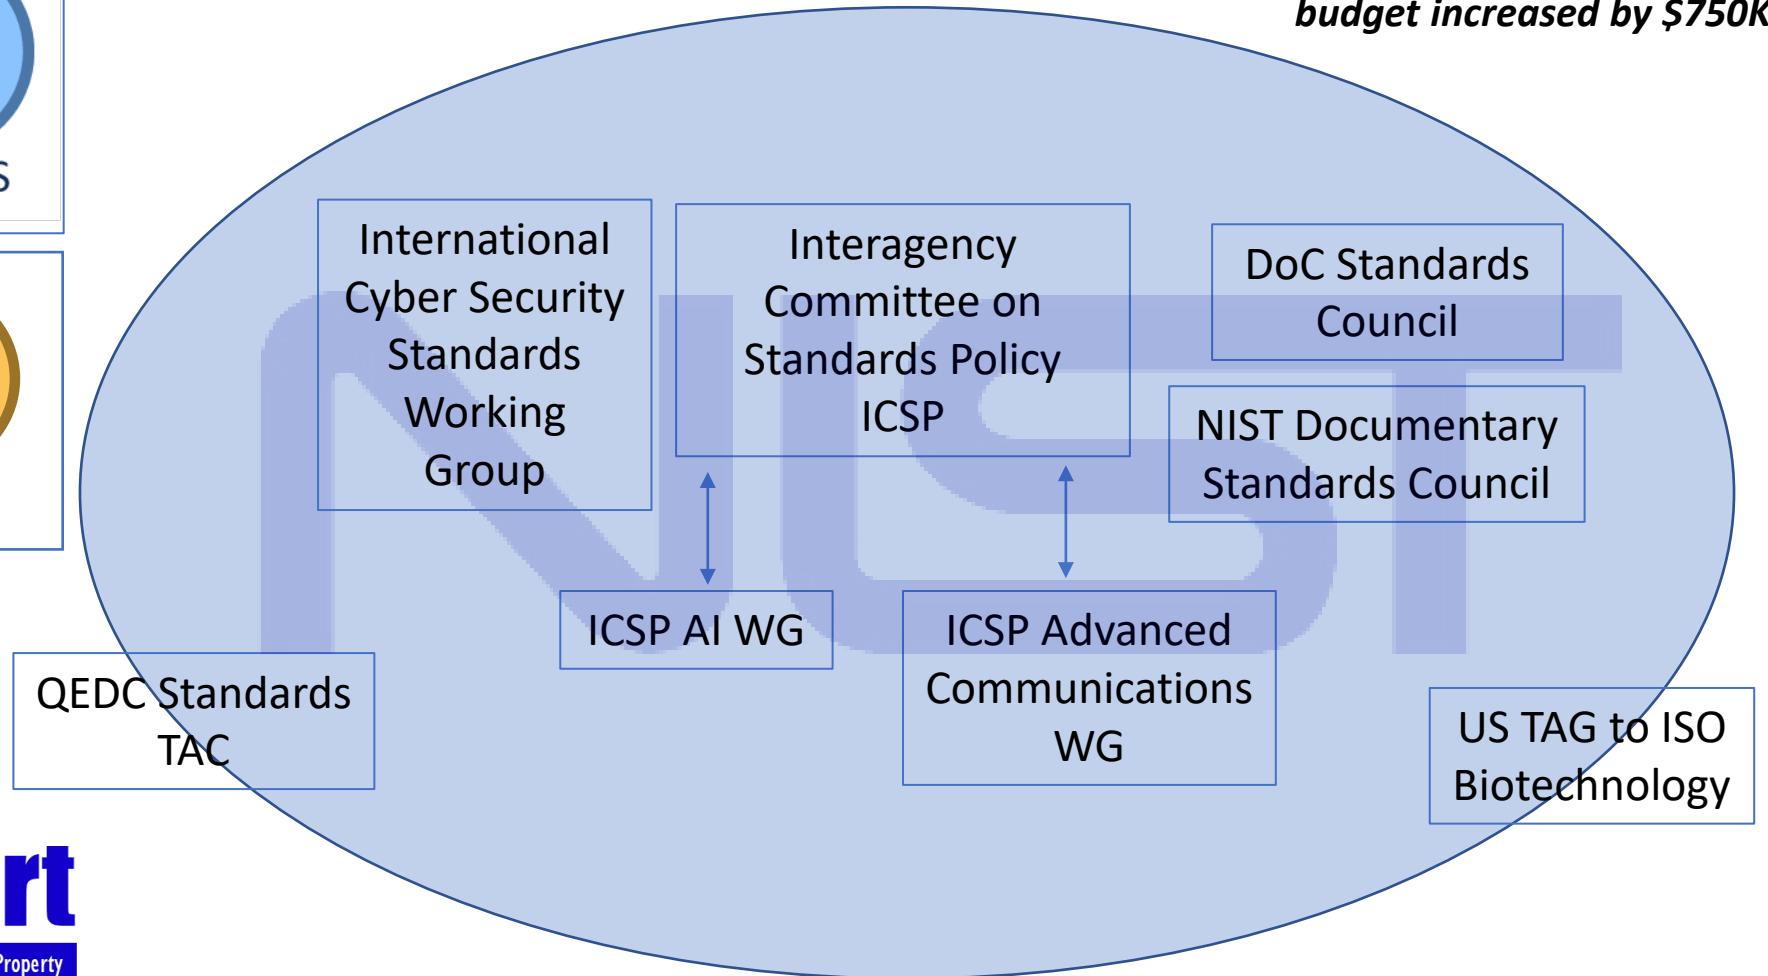 budget increased by $750K
S
International
Cyber Security
Standards
Working
Group
Interagency
Committee on
Standards Policy
ICSP
DoC Standards
Council
NIST Documentary
Standards Council
NIST
ICSP AI WG
ICSP Advanced
Communications
WG
QEDC Standards
TAC
US TAG to ISO
Biotechnology
rt
Property